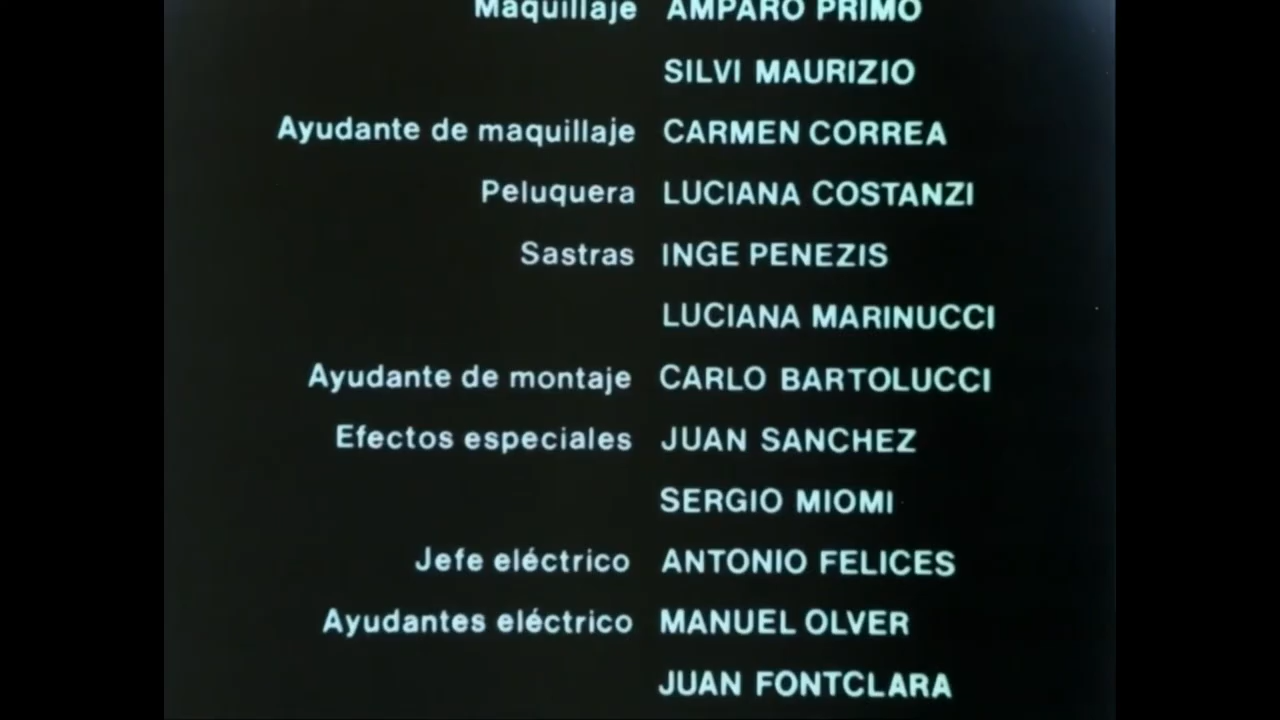 Maquillaje AMPARO PRIMO
SILVI MAURIZIO
Ayudante de maquillaje CARMEN CORREA
Peluquera LUCIANA COSTANZI
Sastras INGE PENEZIS
LUCIANA MARINUCCI
Ayudante de montaje CARLO BARTOLUCCI
Efectos especiales JUAN SANCHEZ
SERGIO MIOMI
Jefe eléctrico ANTONIO FELICES
Ayudantes eléctrico MANUEL OLVER
JUAN FONTCLARA